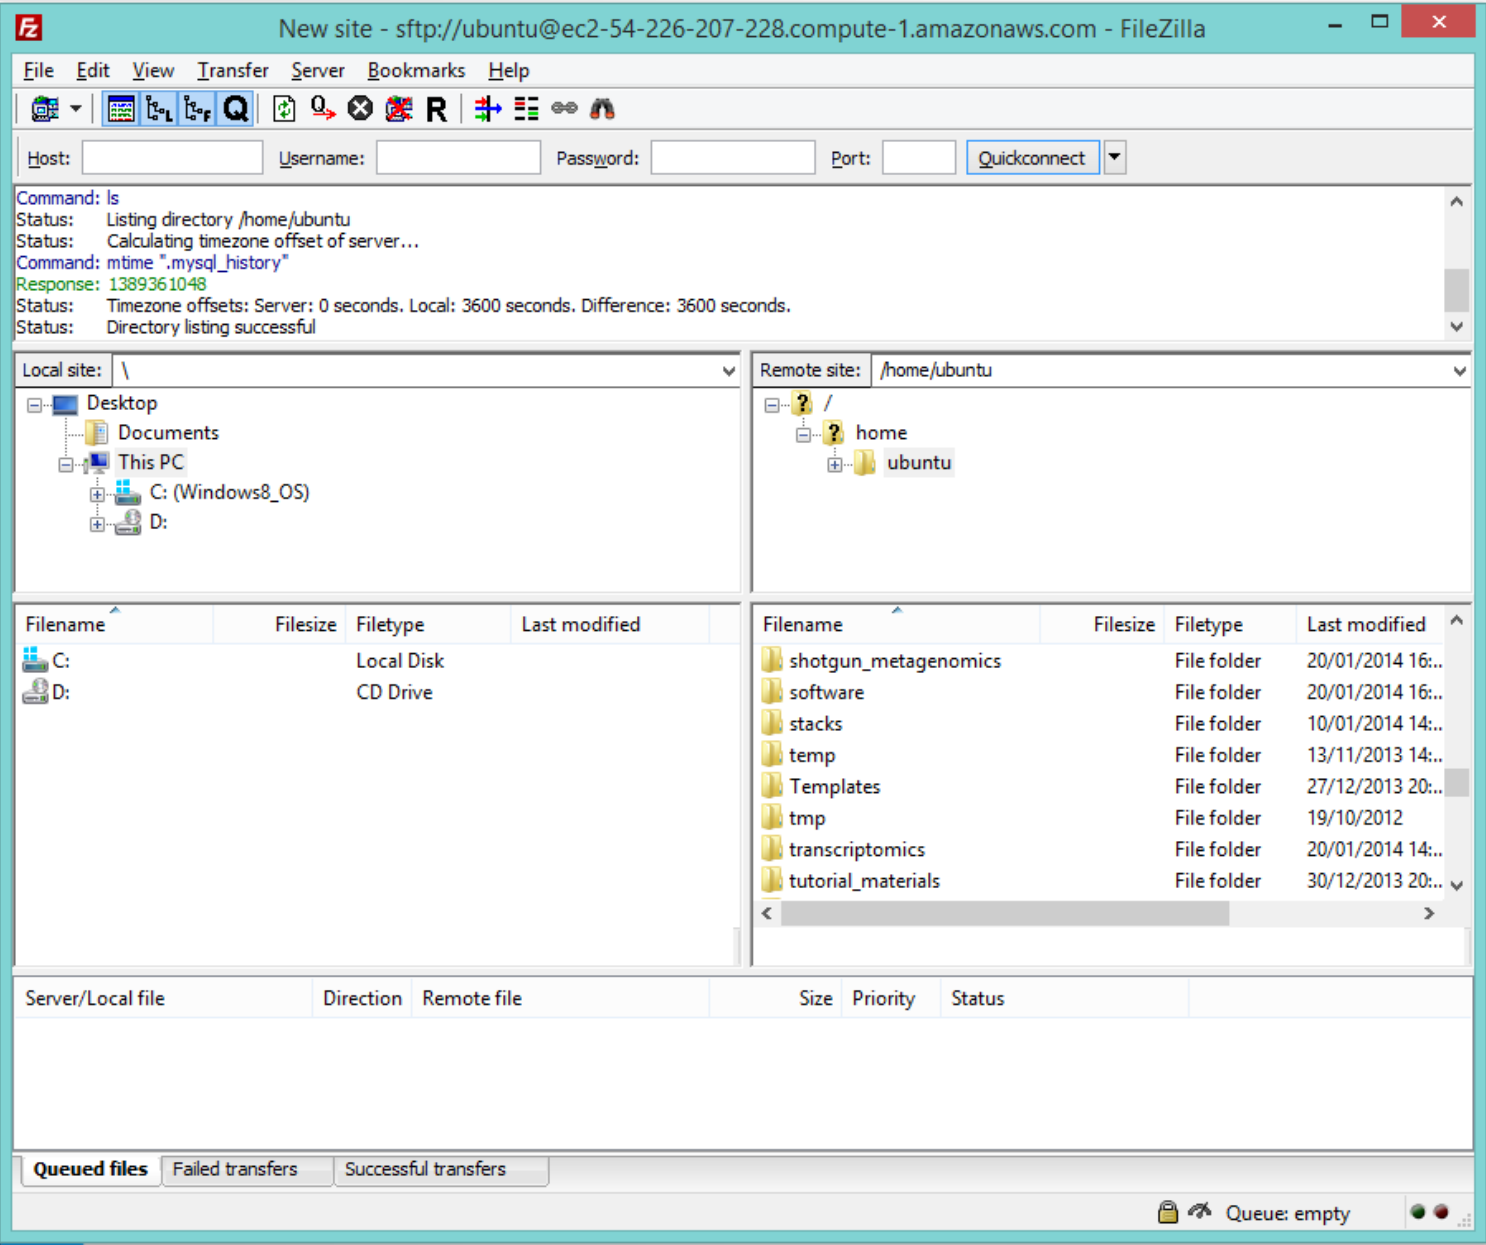 New site - sftp://ubuntu@ec2-54-226-207-228.compute-1.amazonaws.com - FileZilla
File Edit View Transfer Server Bookmarks Help
Host: Username: Password: Port: Quickconnect
Command: ls
Status: Listing directory /home/ubuntu
Status: Calculating timezone offset of server...
Command: mtime ".mysql_history"
Response: 1389361048
Status: Timezone offsets: Server: 0 seconds. Local: 3600 seconds. Difference: 3600 seconds.
Status: Directory listing successful
Local site: \
Desktop
Documents
This PC
C: (Windows8_OS)
D:
Remote site: /home/ubuntu
/
home
ubuntu
Filename Filesize Filetype Last modified
C: Local Disk
D: CD Drive
Filename Filesize Filetype Last modified
shotgun_metagenomics File folder 20/01/2014 16:...
software File folder 20/01/2014 16:...
stacks File folder 10/01/2014 14:...
temp File folder 13/11/2013 14:...
Templates File folder 27/12/2013 20:...
tmp File folder 19/10/2012
transcriptomics File folder 20/01/2014 14:...
tutorial_materials File folder 30/12/2013 20:...
Server/Local file Direction Remote file Size Priority Status
Queued files Failed transfers Successful transfers
Queue: empty